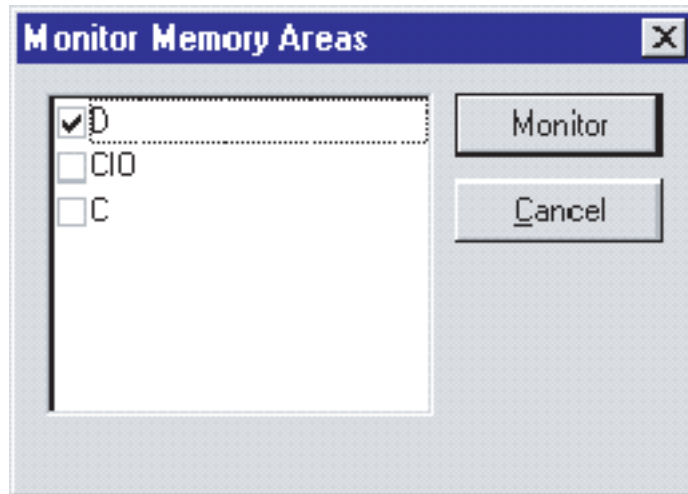 Monitor Memory Areas
D
CIO
C
Monitor
Cancel